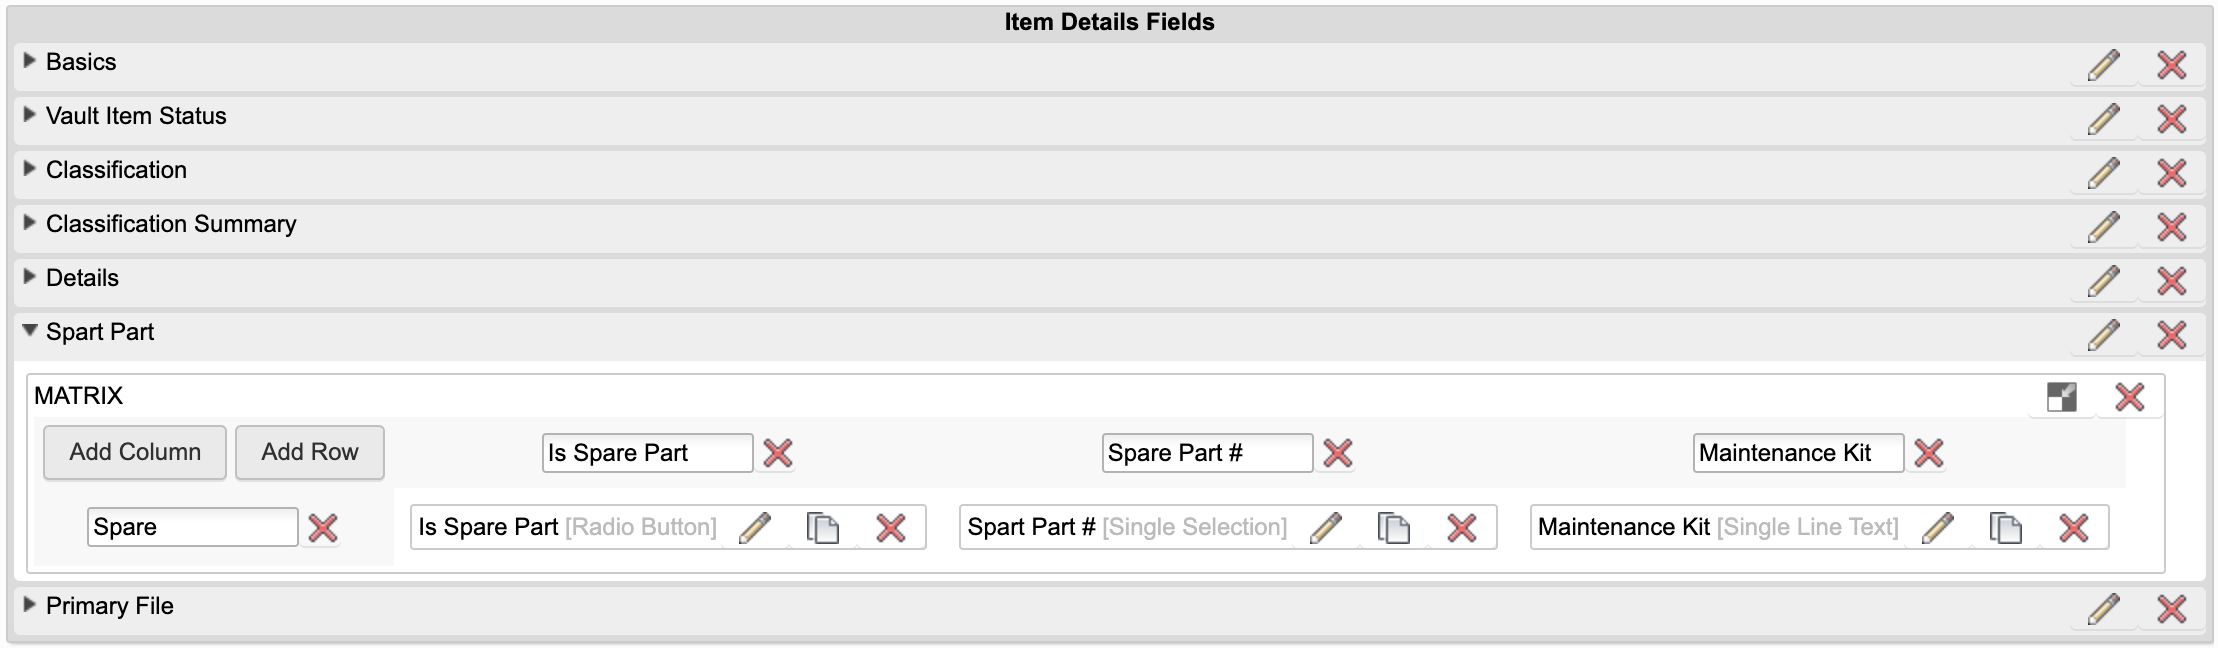 Item Details Fields
Basics
Vault Item Status
Classification
Classification Summary
Details
Spart Part
MATRIX
Add Column Add Row Is Spare Part Spare Part # Maintenance Kit
Spare Is Spare Part [Radio Button] Spart Part # [Single Selection] Maintenance Kit [Single Line Text]
Primary File